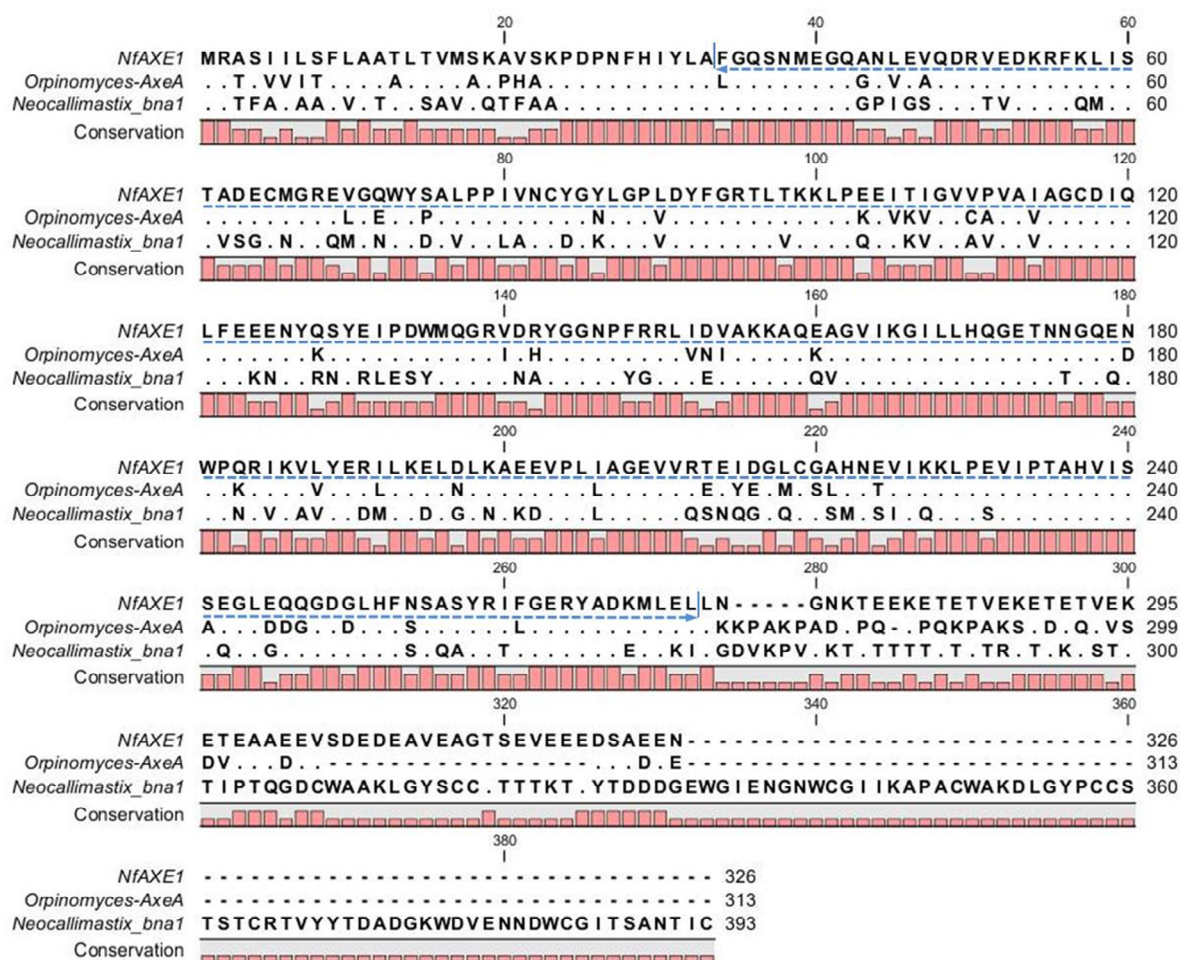 20 40 60
NfAXE1 MRASIILSFLAATLTVMSKAVSKPDPNFHIYLAFGQSNMEGQANLEVQDRVEDKRFKLIS 60
Orpinomyces-AxeA ..T.VVIT....A....A.PHA...........L........G.V.A............. 60
Neocallimastix_bna1 ..TFA.AA.V.T..SAV.QTFAA...................GPIGS...TV....QM.. 60
Conservation
80 100 120
NfAXE1 TADECMGREVGQWYSALPPIVNCYGYLGPLDYFGRTLTKKLPEEITIGVVPVAIAGCDIQ 120
Orpinomyces-AxeA .........L.E..P..........N...V............K.VKV..CA..V...... 120
Neocallimastix_bna1 .VSG.N..QM.N..D.V..LA..D.K...V.......V....Q..KV..AV..V...... 120
Conservation
140 160 180
NfAXE1 LFEEENYQSYEIPDWMQGRVDRYGGNPFRRLIDVAKKAQEAGVIKGILLHQGETNNGQEN 180
Orpinomyces-AxeA .......K...........I.H.........VNI.....K...................D 180
Neocallimastix_bna1 ...KN..RN.RLESY.....NA.....YG...E......QV..............T..Q. 180
Conservation
200 220 240
NfAXE1 WPQRIKVLYERILKELDLKAEEVPLIAGEVVRTEIDGLCGAHNEVIKKLPEVIPTAHVIS 240
Orpinomyces-AxeA ..K....V...L....N........L......E.YE.M.SL..T................ 240
Neocallimastix_bna1 ..N.V.AV..DM..D.G.N.KD...L.....QSNQG.Q..SM.SI.Q...S......... 240
Conservation
260 280 300
NfAXE1 SEGLEQQGDGLHFNSASYRIFGERYADKMLELLN-----GNKTEEKETETVEKETETVEK 295
Orpinomyces-AxeA A...DDG..D...S......L............KKPAKPAD.PQ-.PQKPAKS.D.Q.VS 299
Neocallimastix_bna1 .Q..G........S.QA..T.......E..KI.GDVKPV.KT.TTTT.T.TR.T.K.ST. 300
Conservation
320 340 360
NfAXE1 ETEAAEEVSDEDEAVEAGTSEVEEEDSAEEN----------------------------- 326
Orpinomyces-AxeA DV...D..-----------------...D.E----------------------------- 313
Neocallimastix_bna1 TIPTQGDCWAAKLGYSCC.TTTKT.YTDDDGEWGIENGNWCGIIKAPACWAKDLGYPCCS 360
Conservation
380
NfAXE1 --------------------------------- 326
Orpinomyces-AxeA --------------------------------- 313
Neocallimastix_bna1 TSTCRTVYYTDADGKWDVENNDWCGITSANTIC 393
Conservation